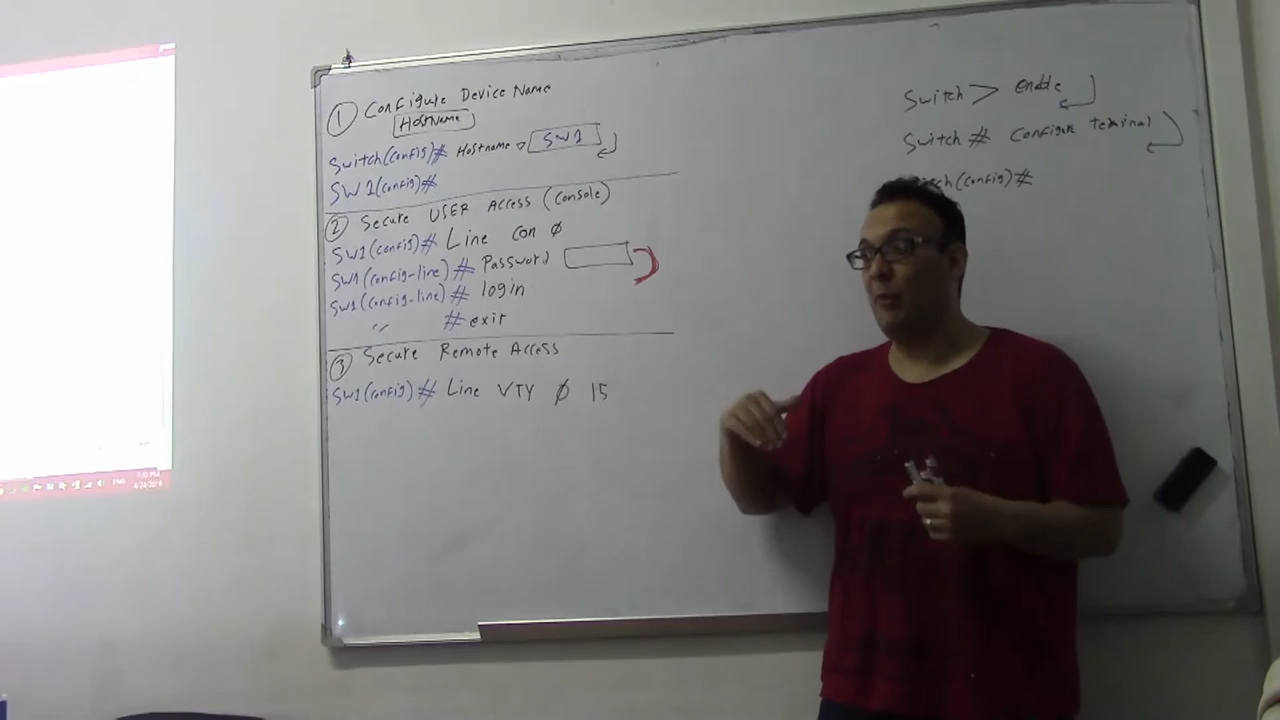 1 Configure Device Name
HostName
Switch(config)# Hostname SW1
SW1(config)#
2 Secure USER Access (console)
SW1(config)# Line con 0
SW1(config-line)# Password
SW1(config-line)# login
" # exit
3 Secure Remote Access
SW1(config)# Line VTY 0 15
Switch> enable
Switch# Configure terminal
(config)#